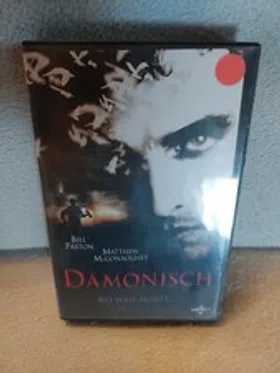 BILL
PAXTON
MATTHEW
MCCONAUGHEY
DÄMONISCH